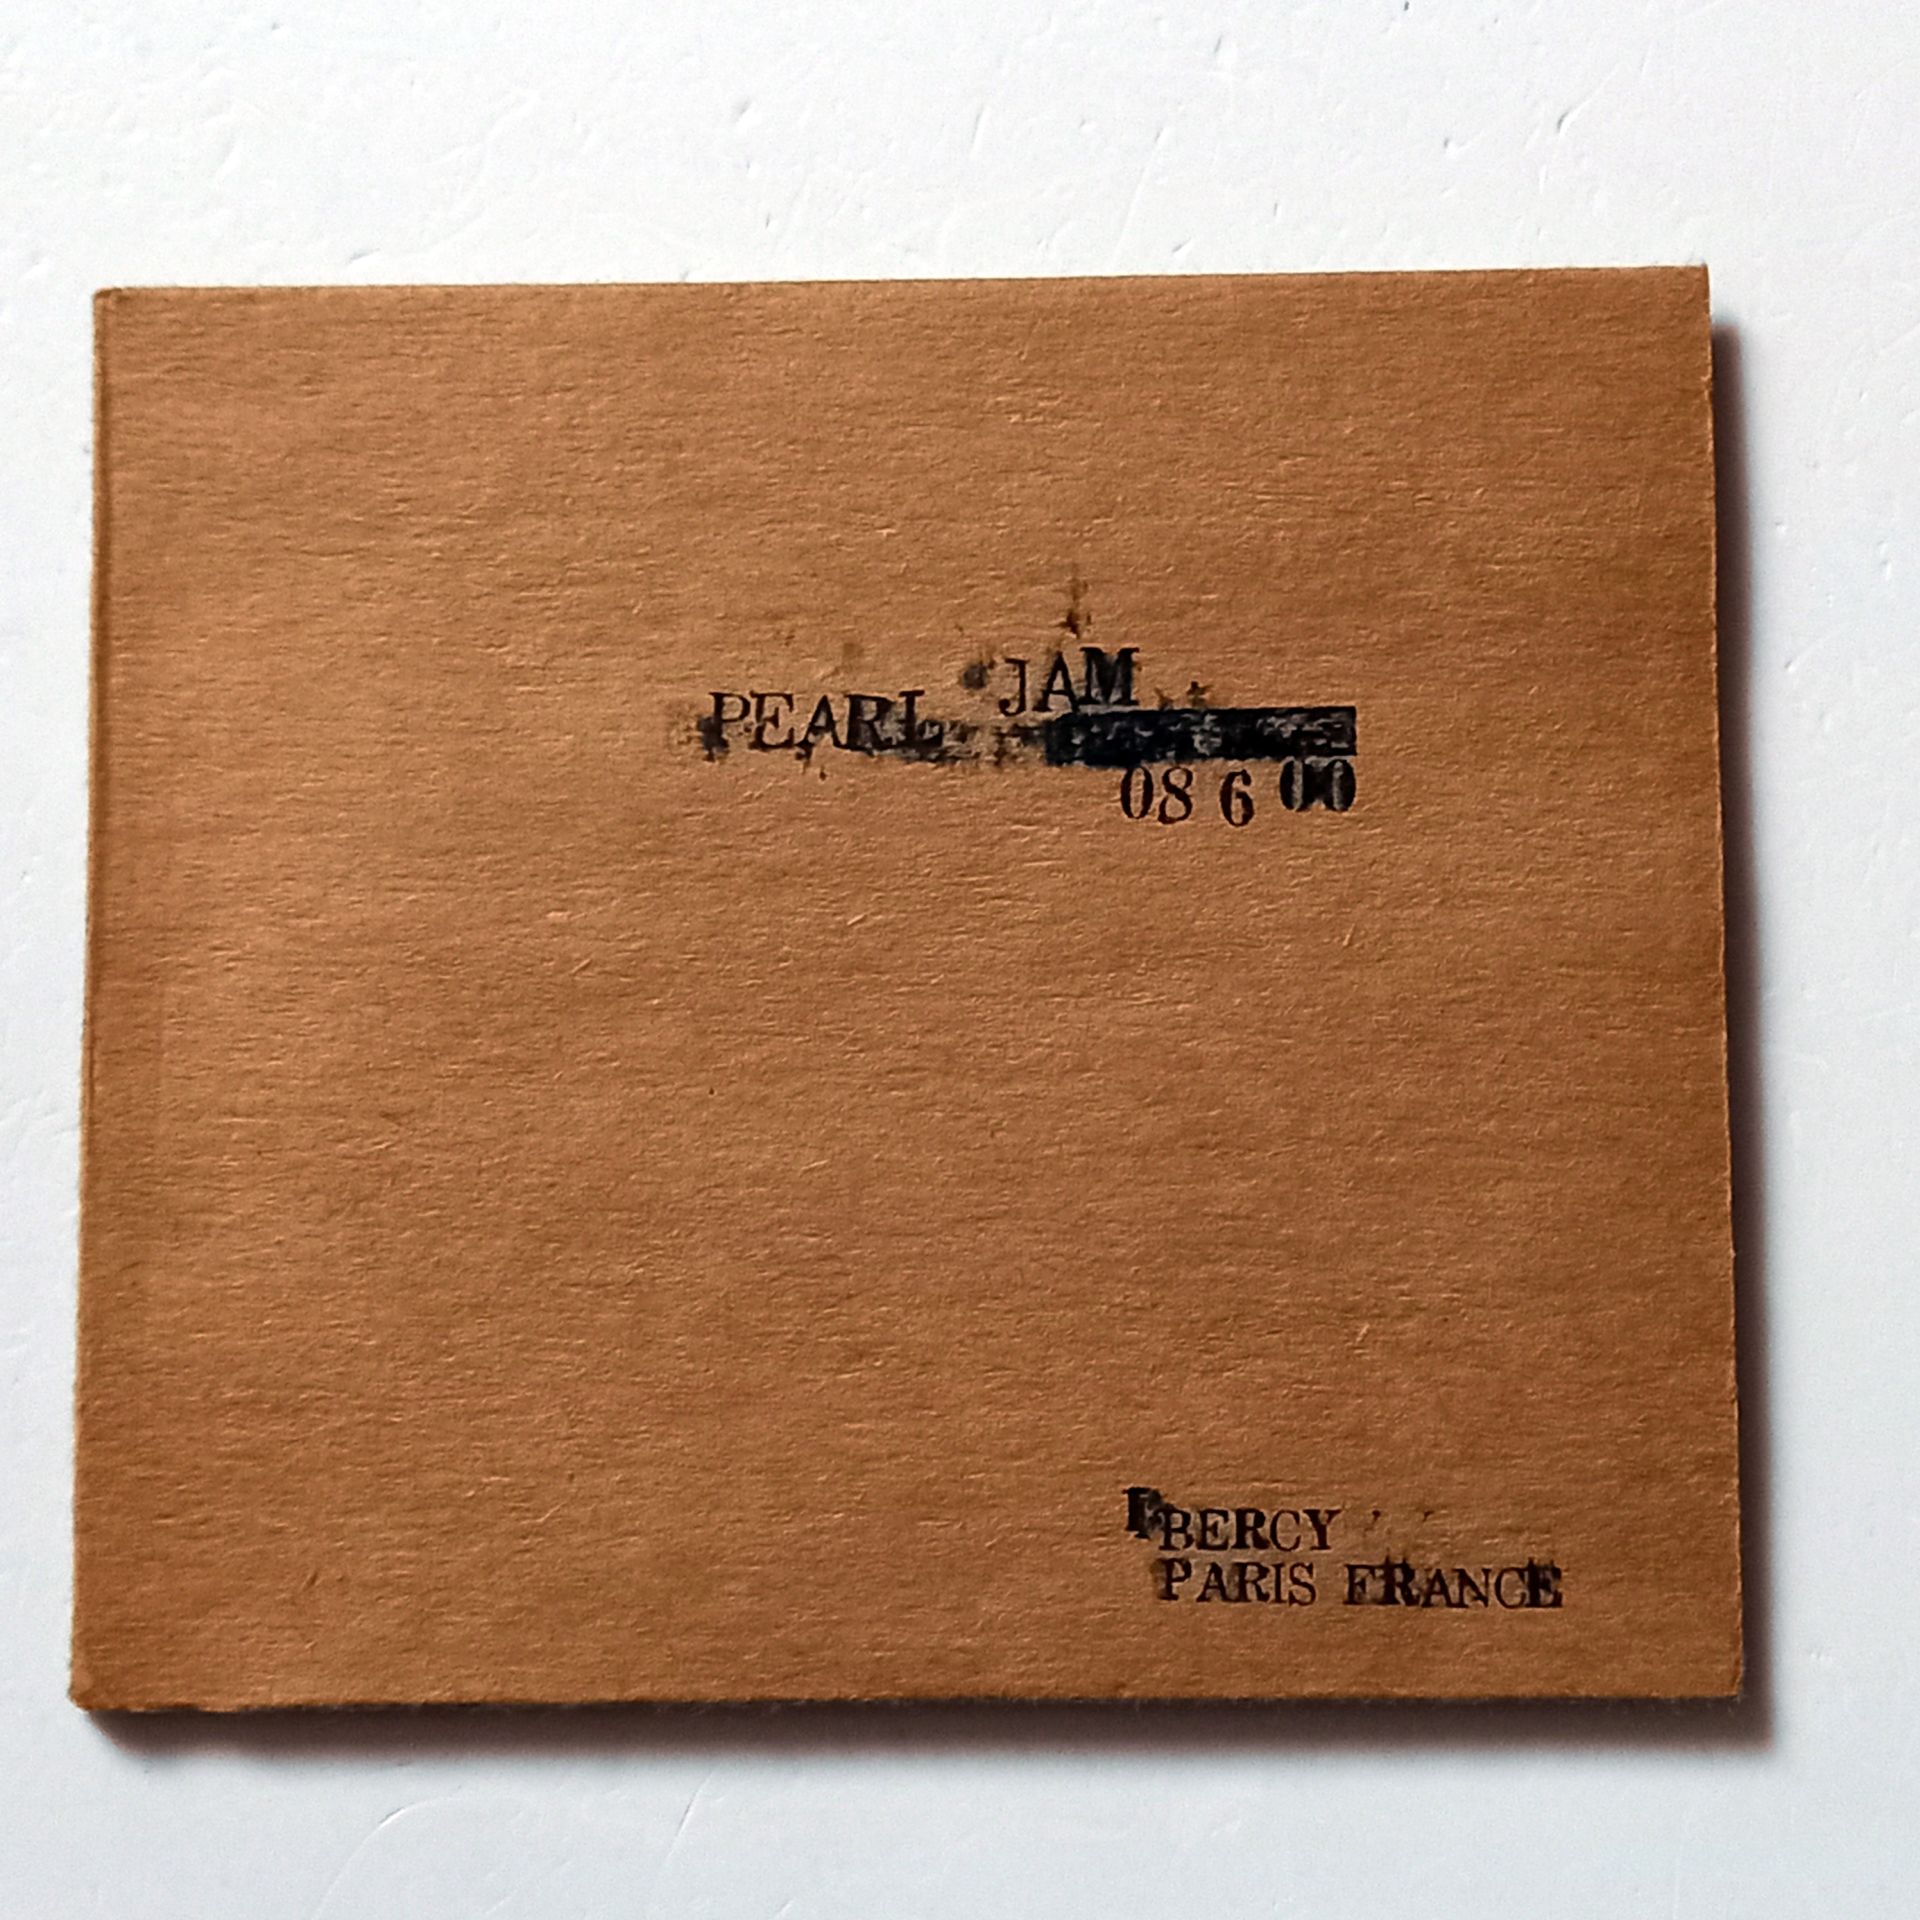 PEARL JAM
08 6 00
BERCY
PARIS FRANCE